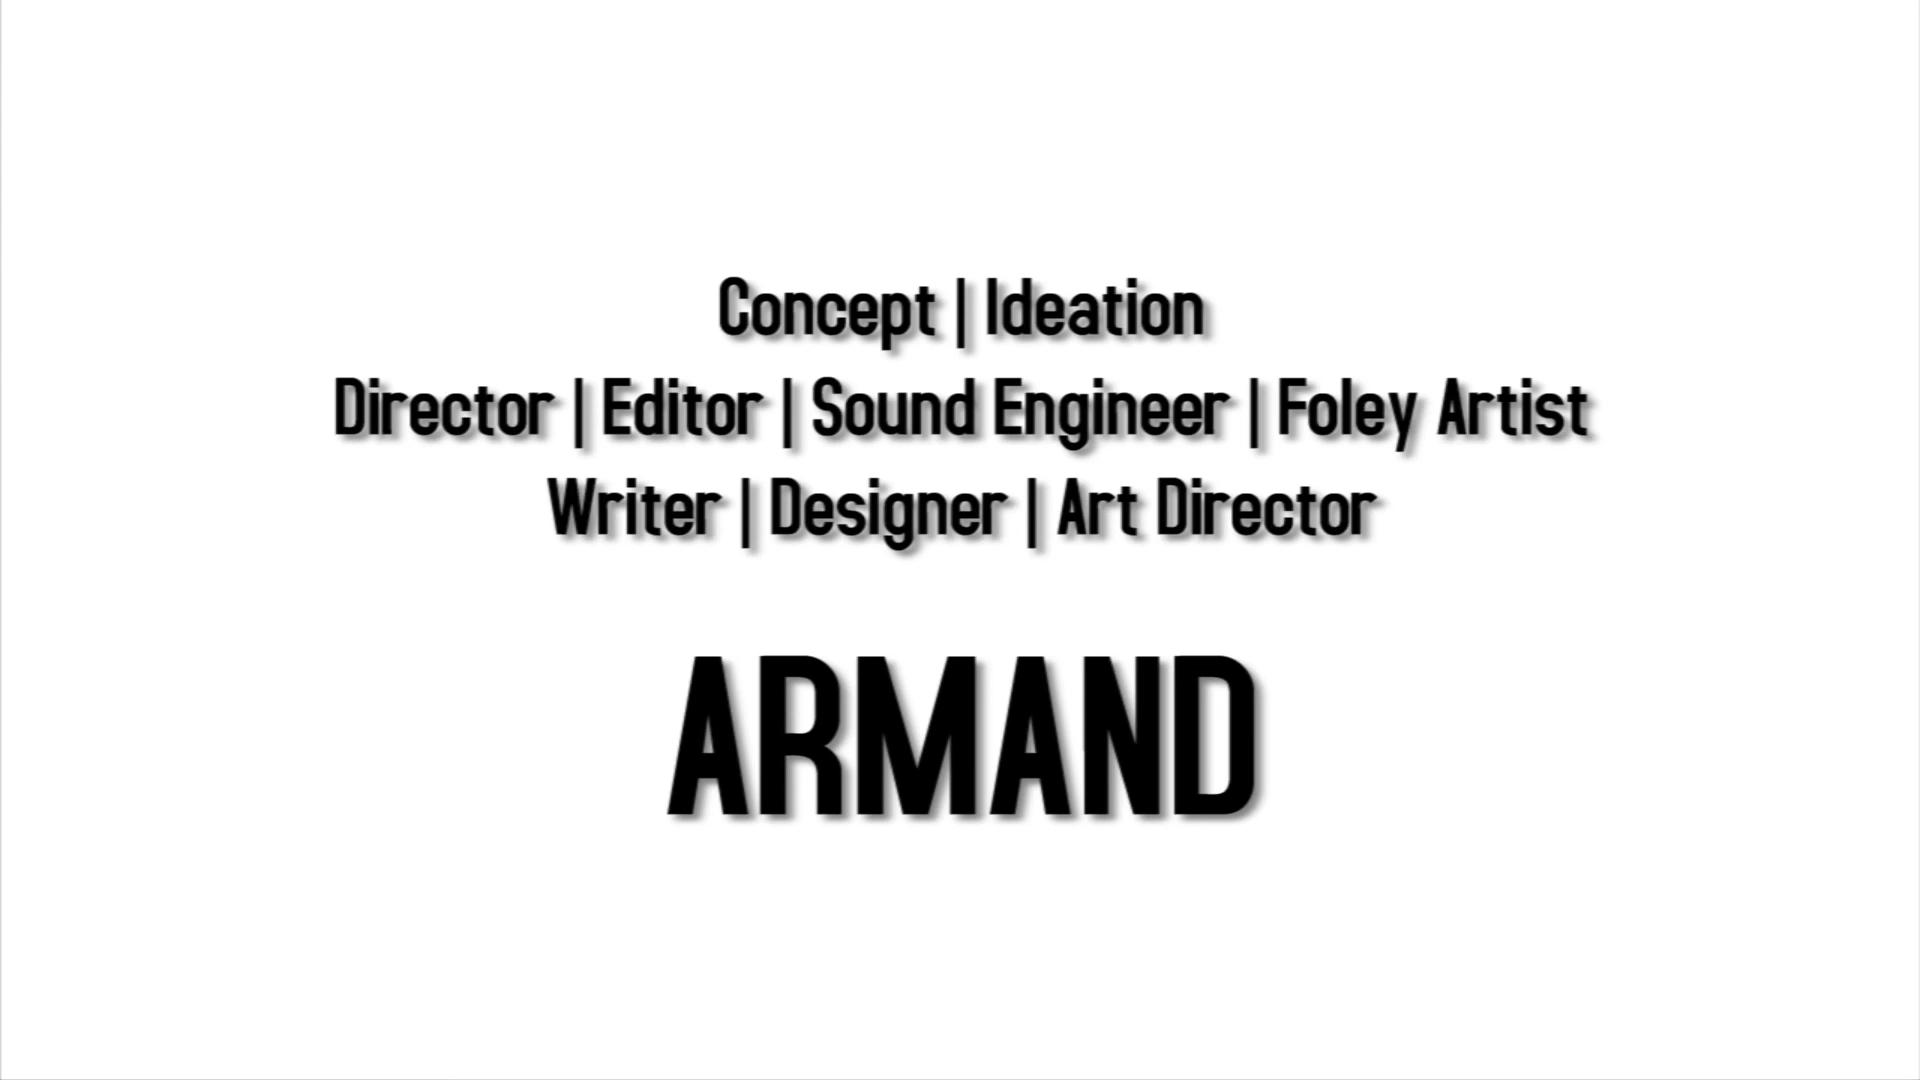 Concept | Ideation
Director | Editor | Sound Engineer | Foley Artist
Writer | Designer | Art Director
ARMAND